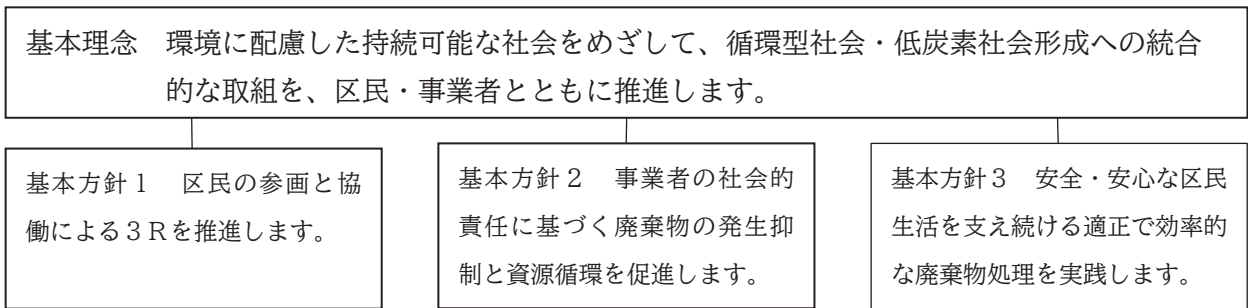 基本理念　環境に配慮した持続可能な社会をめざして、循環型社会・低炭素社会形成への統合
的な取組を、区民・事業者とともに推進します。
基本方針１　区民の参画と協
働による３Ｒを推進します。
基本方針２　事業者の社会的
責任に基づく廃棄物の発生抑
制と資源循環を促進します。
基本方針３　安全・安心な区民
生活を支え続ける適正で効率的
な廃棄物処理を実践します。